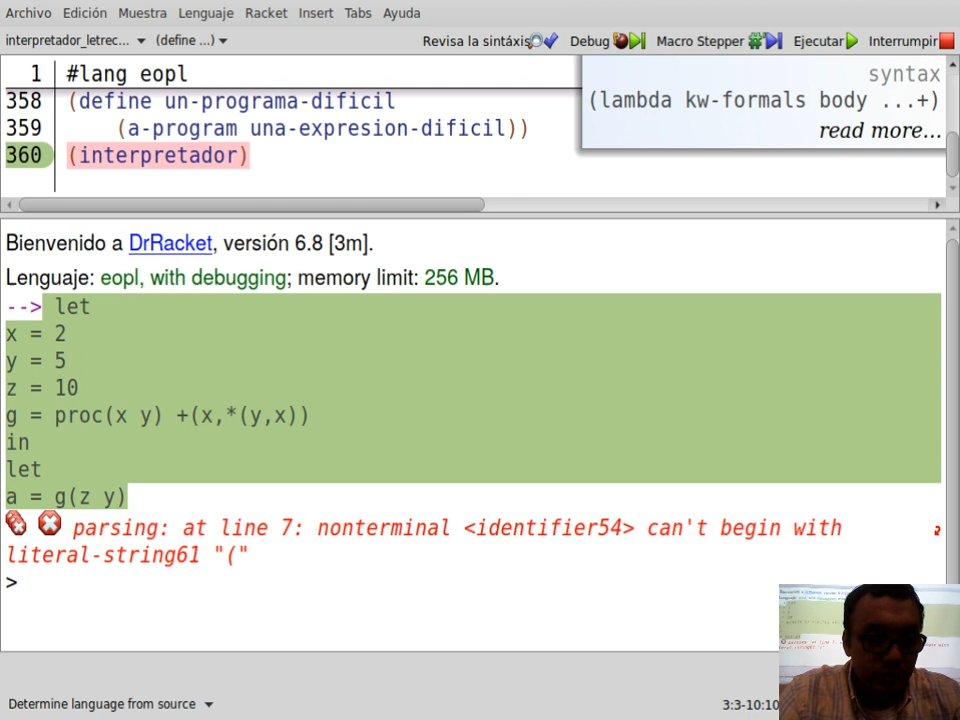 Archivo Edición Muestra Lenguaje Racket Insert Tabs Ayuda
interpretador_letrec... (define ...) Revisa la sintáxis Debug Macro Stepper Ejecutar Interrumpir
1 #lang eopl
358 (define un-programa-dificil
359 (a-program una-expresion-dificil))
360 (interpretador)
syntax
(lambda kw-formals body ...+)
read more...
Bienvenido a DrRacket, versión 6.8 [3m].
Lenguaje: eopl, with debugging; memory limit: 256 MB.
--> let
x = 2
y = 5
z = 10
g = proc(x y) +(x,*(y,x))
in
let
a = g(z y)
parsing: at line 7: nonterminal <identifier54> can't begin with
literal-string61 "("
>
Determine language from source 3:3-10:10